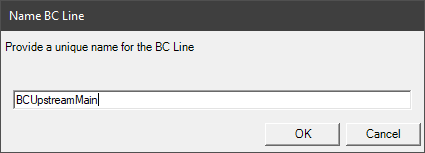 Name BC Line
Provide a unique name for the BC Line
BCUpstreamMain
OK
Cancel